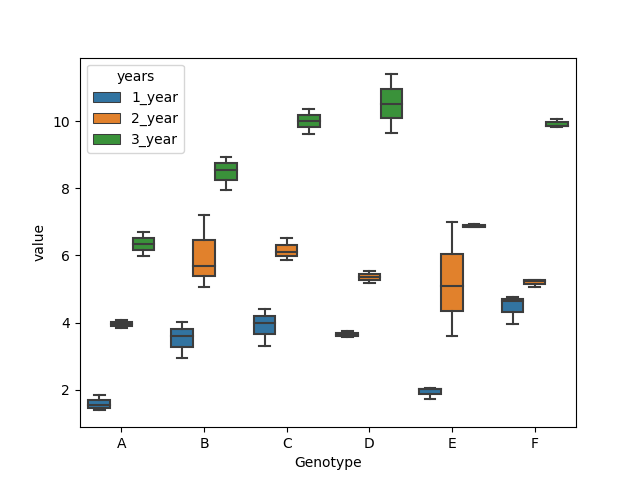 years
1_year
2_year
3_year
10
8
6
4
2
value
A B C D E F
Genotype